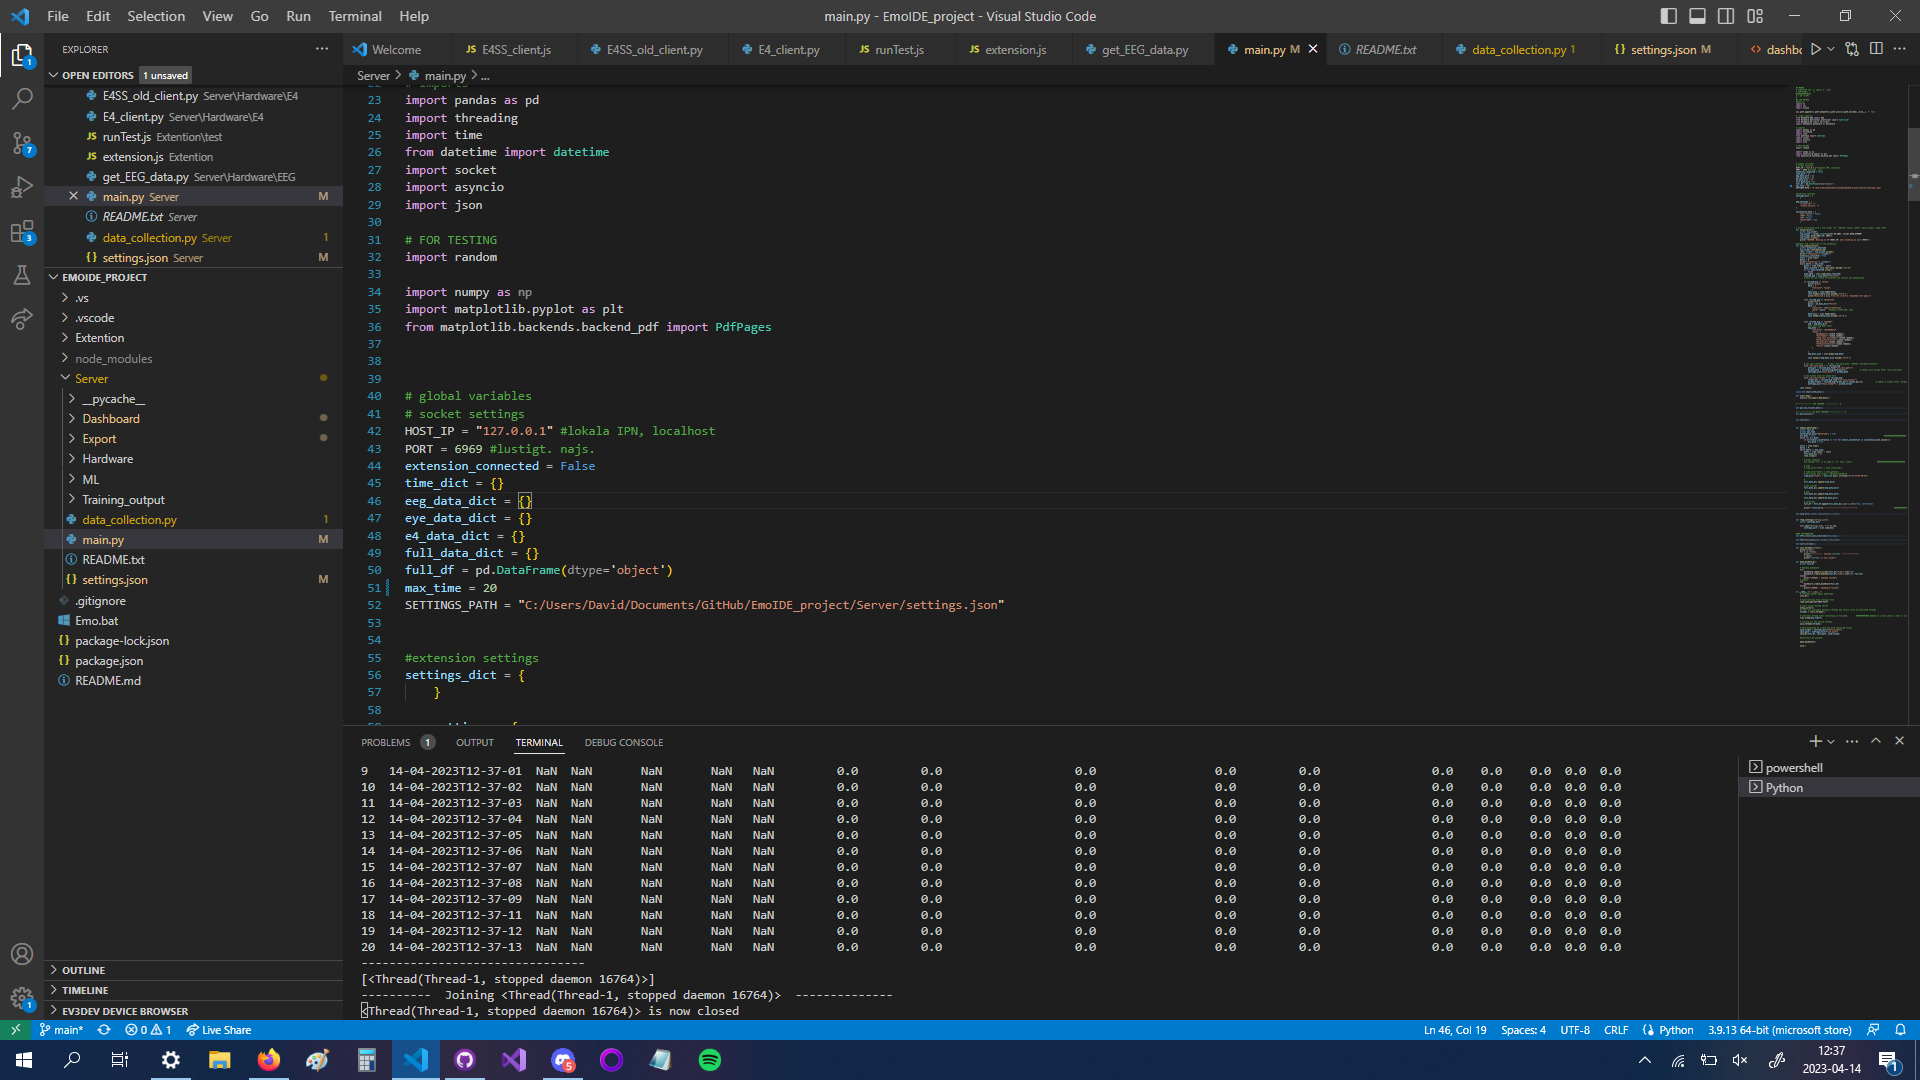 File Edit Selection View Go Run Terminal Help
main.py - EmoIDE_project - Visual Studio Code
EXPLORER
OPEN EDITORS 1 unsaved
E4SS_old_client.py Server\Hardware\E4
E4_client.py Server\Hardware\E4
JS runTest.js Extention\test
JS extension.js Extention
get_EEG_data.py Server\Hardware\EEG
main.py Server M
README.txt Server
data_collection.py Server 1
{} settings.json Server M
EMOIDE_PROJECT
.vs
.vscode
Extention
node_modules
Server
__pycache__
Dashboard
Export
Hardware
ML
Training_output
data_collection.py 1
main.py M
README.txt
{} settings.json M
.gitignore
Emo.bat
{} package-lock.json
{} package.json
README.md
OUTLINE
TIMELINE
EV3DEV DEVICE BROWSER
Welcome
JS E4SS_client.js
E4SS_old_client.py
E4_client.py
JS runTest.js
JS extension.js
get_EEG_data.py
main.py M
README.txt
data_collection.py 1
{} settings.json M
<> dashbo
Server > main.py > ...
22 # imports
23 import pandas as pd
24 import threading
25 import time
26 from datetime import datetime
27 import socket
28 import asyncio
29 import json
30
31 # FOR TESTING
32 import random
33
34 import numpy as np
35 import matplotlib.pyplot as plt
36 from matplotlib.backends.backend_pdf import PdfPages
37
38
39
40 # global variables
41 # socket settings
42 HOST_IP = "127.0.0.1" #lokala IPN, localhost
43 PORT = 6969 #lustigt. najs.
44 extension_connected = False
45 time_dict = {}
46 eeg_data_dict = {}
47 eye_data_dict = {}
48 e4_data_dict = {}
49 full_data_dict = {}
50 full_df = pd.DataFrame(dtype='object')
51 max_time = 20
52 SETTINGS_PATH = "C:/Users/David/Documents/GitHub/EmoIDE_project/Server/settings.json"
53
54
55 #extension settings
56 settings_dict = {
57 }
58
PROBLEMS 1 OUTPUT TERMINAL DEBUG CONSOLE
9 14-04-2023T12-37-01 NaN NaN NaN NaN NaN 0.0 0.0 0.0 0.0 0.0 0.0 0.0 0.0 0.0 0.0
10 14-04-2023T12-37-02 NaN NaN NaN NaN NaN 0.0 0.0 0.0 0.0 0.0 0.0 0.0 0.0 0.0 0.0
11 14-04-2023T12-37-03 NaN NaN NaN NaN NaN 0.0 0.0 0.0 0.0 0.0 0.0 0.0 0.0 0.0 0.0
12 14-04-2023T12-37-04 NaN NaN NaN NaN NaN 0.0 0.0 0.0 0.0 0.0 0.0 0.0 0.0 0.0 0.0
13 14-04-2023T12-37-05 NaN NaN NaN NaN NaN 0.0 0.0 0.0 0.0 0.0 0.0 0.0 0.0 0.0 0.0
14 14-04-2023T12-37-06 NaN NaN NaN NaN NaN 0.0 0.0 0.0 0.0 0.0 0.0 0.0 0.0 0.0 0.0
15 14-04-2023T12-37-07 NaN NaN NaN NaN NaN 0.0 0.0 0.0 0.0 0.0 0.0 0.0 0.0 0.0 0.0
16 14-04-2023T12-37-08 NaN NaN NaN NaN NaN 0.0 0.0 0.0 0.0 0.0 0.0 0.0 0.0 0.0 0.0
17 14-04-2023T12-37-09 NaN NaN NaN NaN NaN 0.0 0.0 0.0 0.0 0.0 0.0 0.0 0.0 0.0 0.0
18 14-04-2023T12-37-11 NaN NaN NaN NaN NaN 0.0 0.0 0.0 0.0 0.0 0.0 0.0 0.0 0.0 0.0
19 14-04-2023T12-37-12 NaN NaN NaN NaN NaN 0.0 0.0 0.0 0.0 0.0 0.0 0.0 0.0 0.0 0.0
20 14-04-2023T12-37-13 NaN NaN NaN NaN NaN 0.0 0.0 0.0 0.0 0.0 0.0 0.0 0.0 0.0 0.0
--------------------------------
[<Thread(Thread-1, stopped daemon 16764)>]
---------- Joining <Thread(Thread-1, stopped daemon 16764)> --------------
<Thread(Thread-1, stopped daemon 16764)> is now closed
powershell
Python
main* 0 1 Live Share
Ln 46, Col 19 Spaces: 4 UTF-8 CRLF Python 3.9.13 64-bit (microsoft store)
12:37
2023-04-14